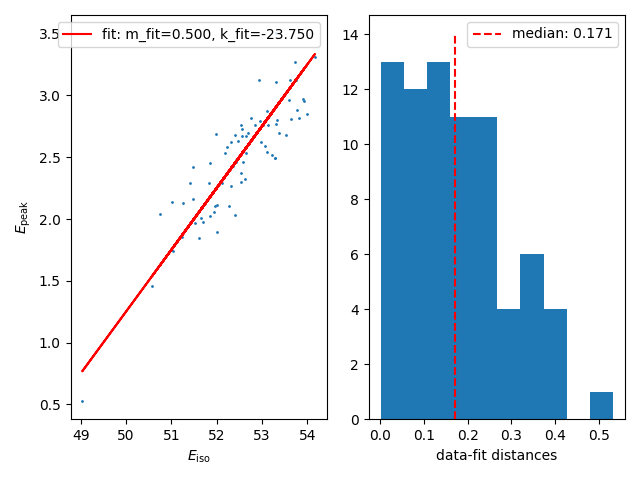 fit: m_fit=0.500, k_fit=-23.750
3.5
3.0
2.5
2.0
1.5
1.0
0.5
E_peak
49 50 51 52 53 54
E_iso
median: 0.171
14
12
10
8
6
4
2
0
0.0 0.1 0.2 0.3 0.4 0.5
data-fit distances